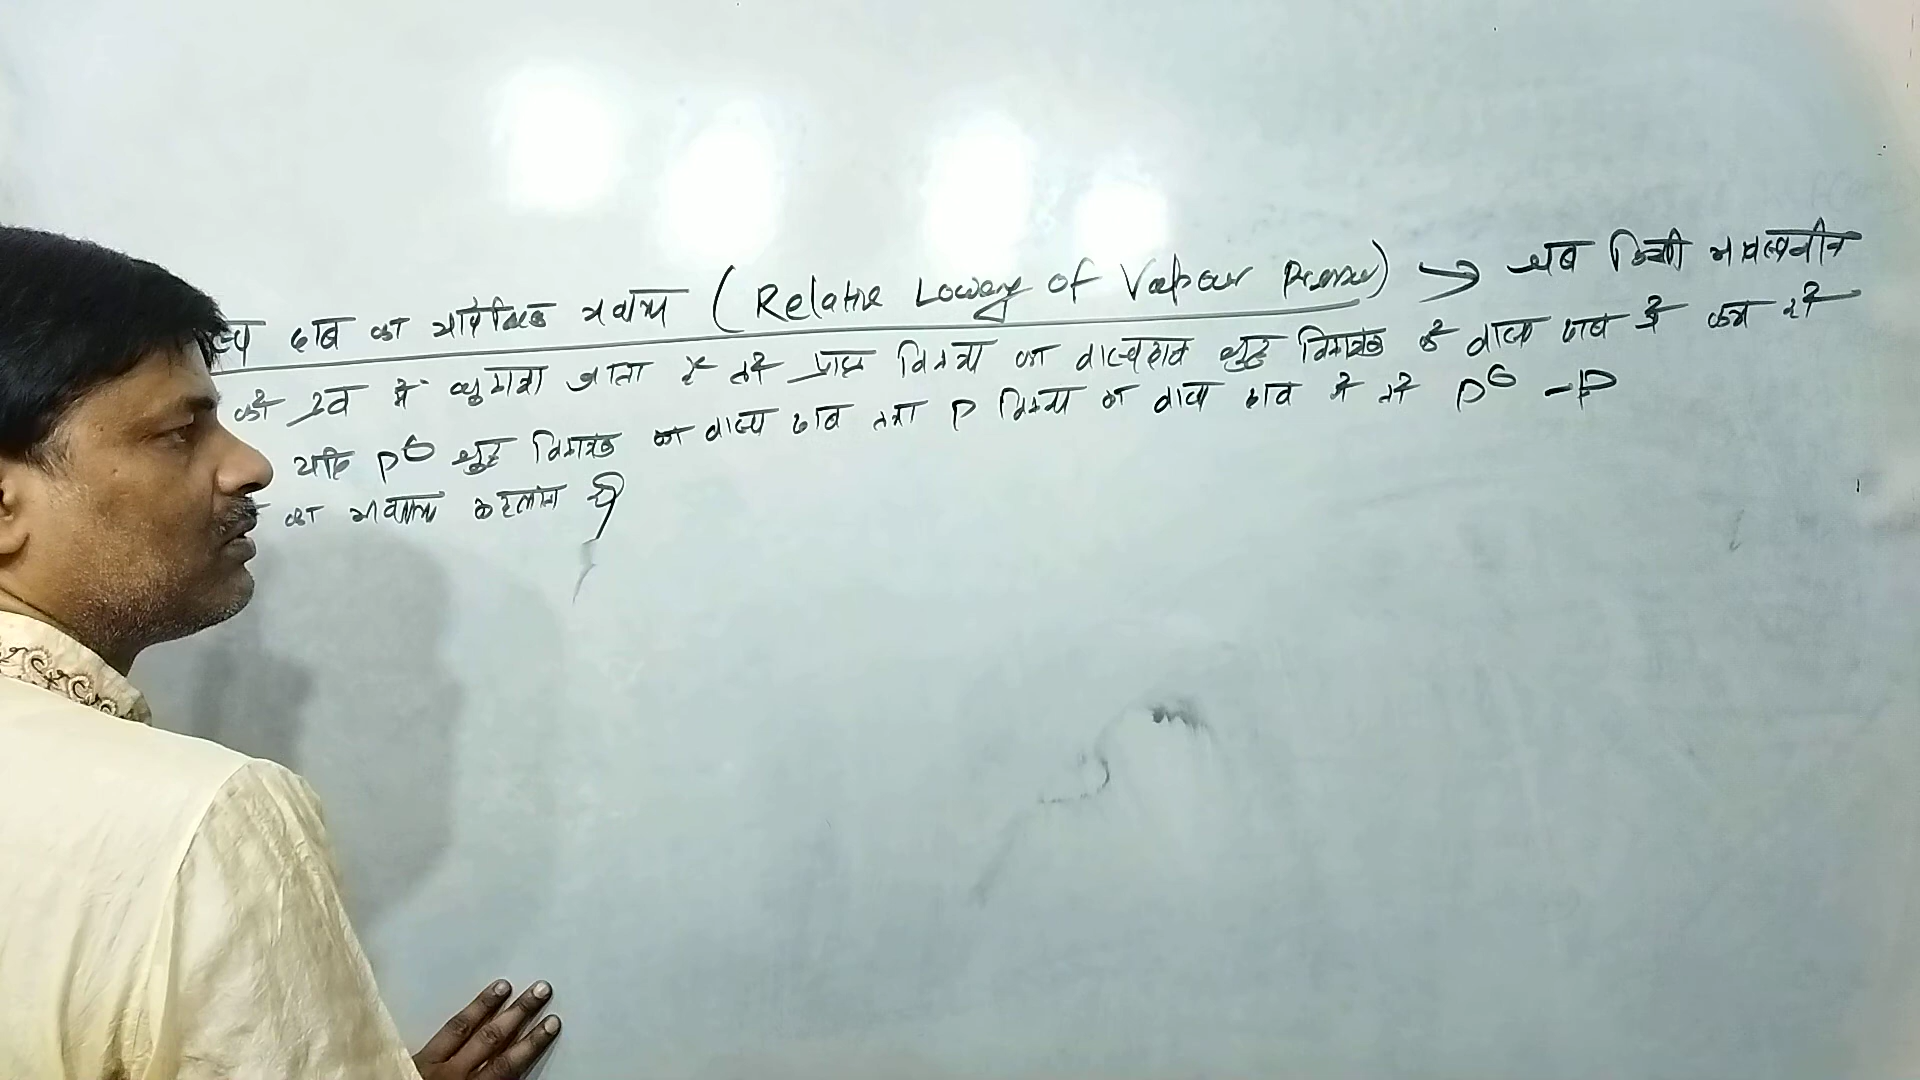 दाब का आपेक्षिक अवनमन (Relative Lowering of Vapour Pressure) → जब किसी अवाष्पशील
को द्रव में घुलाया जाता है तो प्राप्त विलयन का वाष्पदाब शुद्ध विलायक के वाष्प दाब से कम हो
यदि P⁰ शुद्ध विलायक का वाष्प दाब तथा P विलयन का वाष्प दाब है तो P⁰ - P
का अवनमन कहलाता है